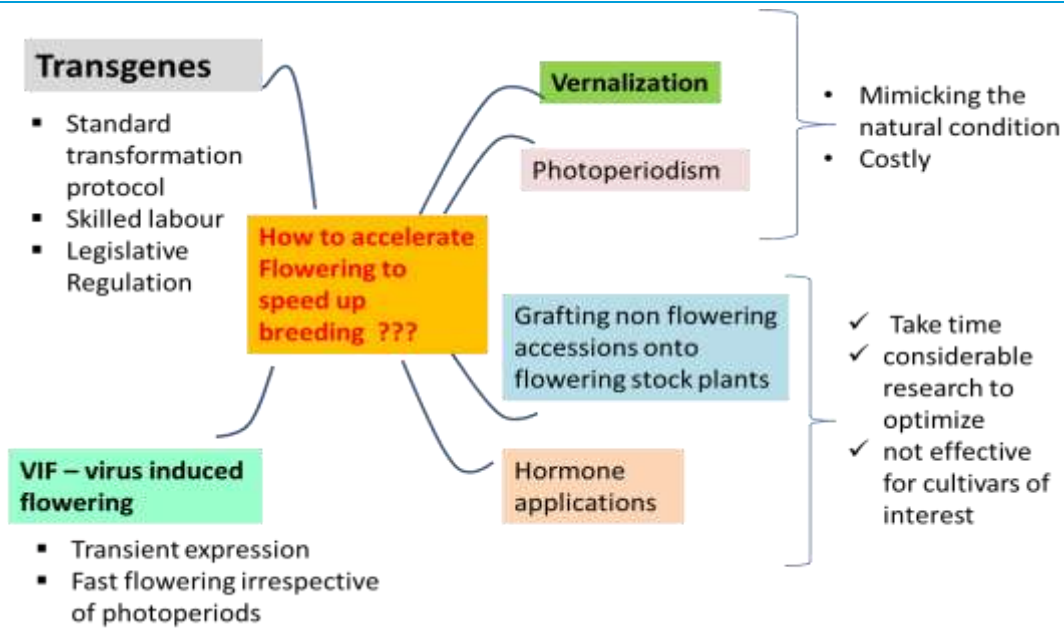 Transgenes
▪ Standard
transformation
protocol
▪ Skilled labour
▪ Legislative
Regulation
How to accelerate
Flowering to
speed up
breeding ???
VIF – virus induced
flowering
▪ Transient expression
▪ Fast flowering irrespective
of photoperiods
Vernalization
Photoperiodism
• Mimicking the
natural condition
• Costly
Grafting non flowering
accessions onto
flowering stock plants
Hormone
applications
✓ Take time
✓ considerable
research to
optimize
✓ not effective
for cultivars of
interest